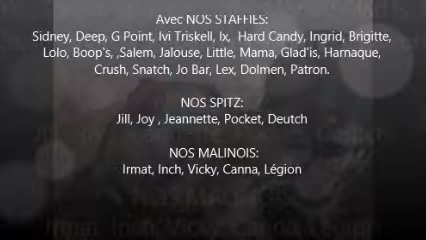 Avec NOS STAFFIES:
Sidney, Deep, G Point, Ivi Triskell, Ix,  Hard Candy, Ingrid, Brigitte,
Lolo, Boop's, ,Salem, Jalouse, Little, Mama, Glad'is, Harnaque,
Crush, Snatch, Jo Bar, Lex, Dolmen, Patron.
NOS SPITZ:
Jill, Joy , Jeannette, Pocket, Deutch
NOS MALINOIS:
Irmat, Inch, Vicky, Canna, Légion